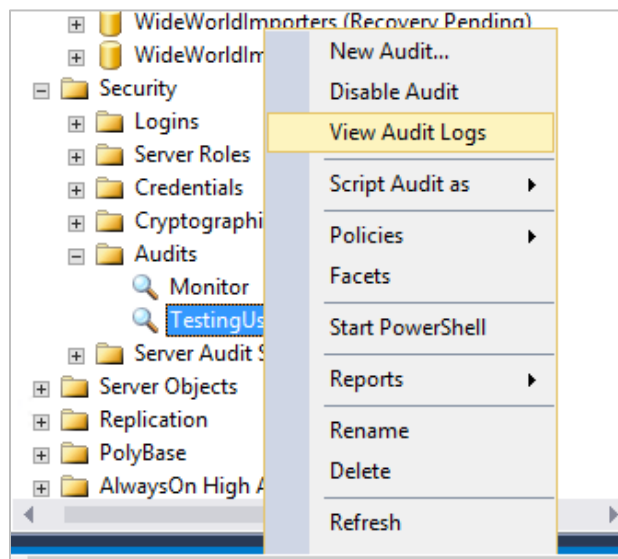 WideWorldImporters (Recovery Pending)
WideWorldIm
Security
Logins
Server Roles
Credentials
Cryptographi
Audits
Monitor
TestingUs
Server Audit S
Server Objects
Replication
PolyBase
AlwaysOn High A
New Audit...
Disable Audit
View Audit Logs
Script Audit as
Policies
Facets
Start PowerShell
Reports
Rename
Delete
Refresh